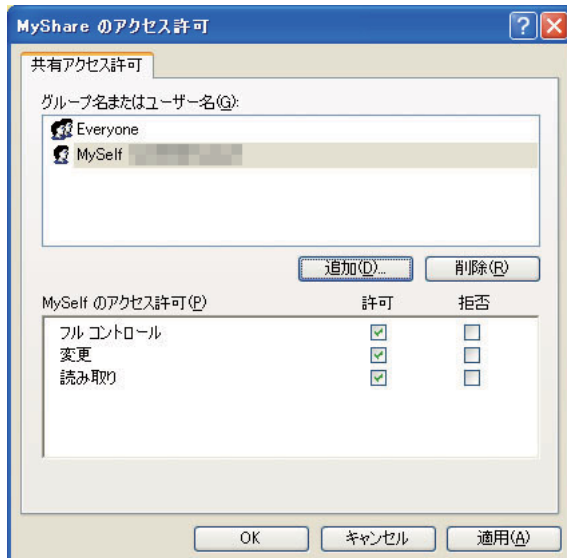 MyShare のアクセス許可
共有アクセス許可
グループ名またはユーザー名(G):
Everyone
MySelf
追加(D)...
削除(R)
MySelf のアクセス許可(P) 許可 拒否
フル コントロール
変更
読み取り
OK キャンセル 適用(A)